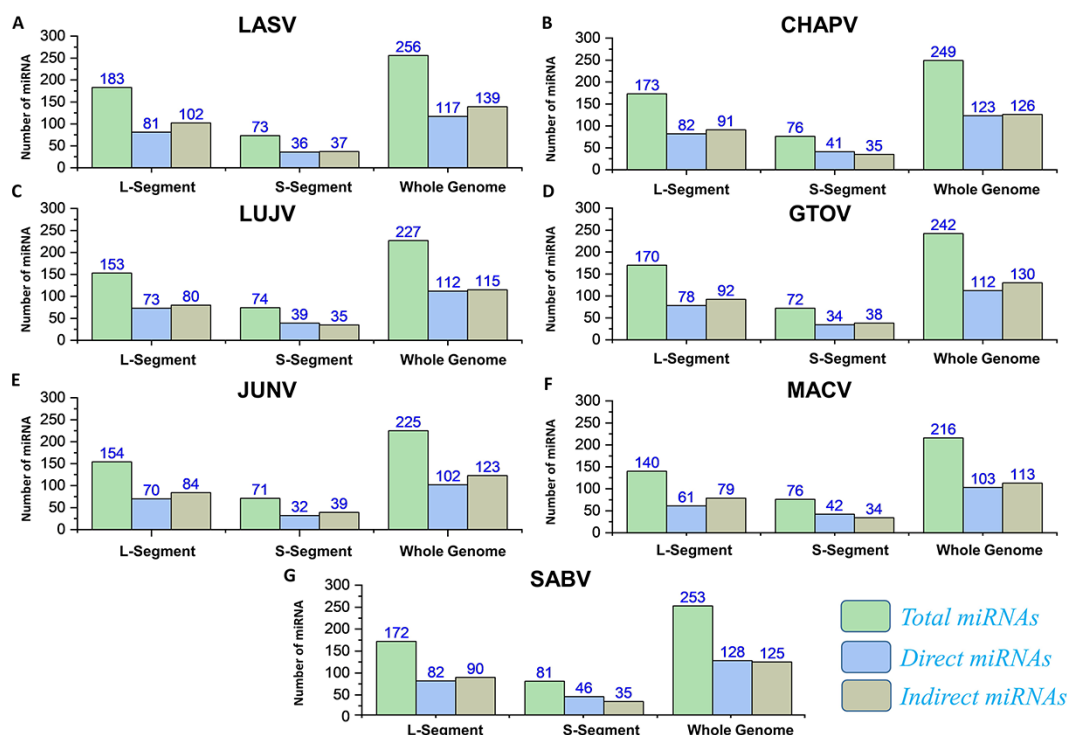 A
LASV
Number of miRNA
300
250
200
150
100
50
0
183
81
102
73
36
37
256
117
139
L-Segment
S-Segment
Whole Genome
B
CHAPV
Number of miRNA
300
250
200
150
100
50
0
173
82
91
76
41
35
249
123
126
L-Segment
S-Segment
Whole Genome
C
LUJV
Number of miRNA
300
250
200
150
100
50
0
153
73
80
74
39
35
227
112
115
L-Segment
S-Segment
Whole Genome
D
GTOV
Number of miRNA
300
250
200
150
100
50
0
170
78
92
72
34
38
242
112
130
L-Segment
S-Segment
Whole Genome
E
JUNV
Number of miRNA
300
250
200
150
100
50
0
154
70
84
71
32
39
225
102
123
L-Segment
S-Segment
Whole Genome
F
MACV
Number of miRNA
300
250
200
150
100
50
0
140
61
79
76
42
34
216
103
113
L-Segment
S-Segment
Whole Genome
G
SABV
Number of miRNA
300
250
200
150
100
50
0
172
82
90
81
46
35
253
128
125
L-Segment
S-Segment
Whole Genome
Total miRNAs
Direct miRNAs
Indirect miRNAs